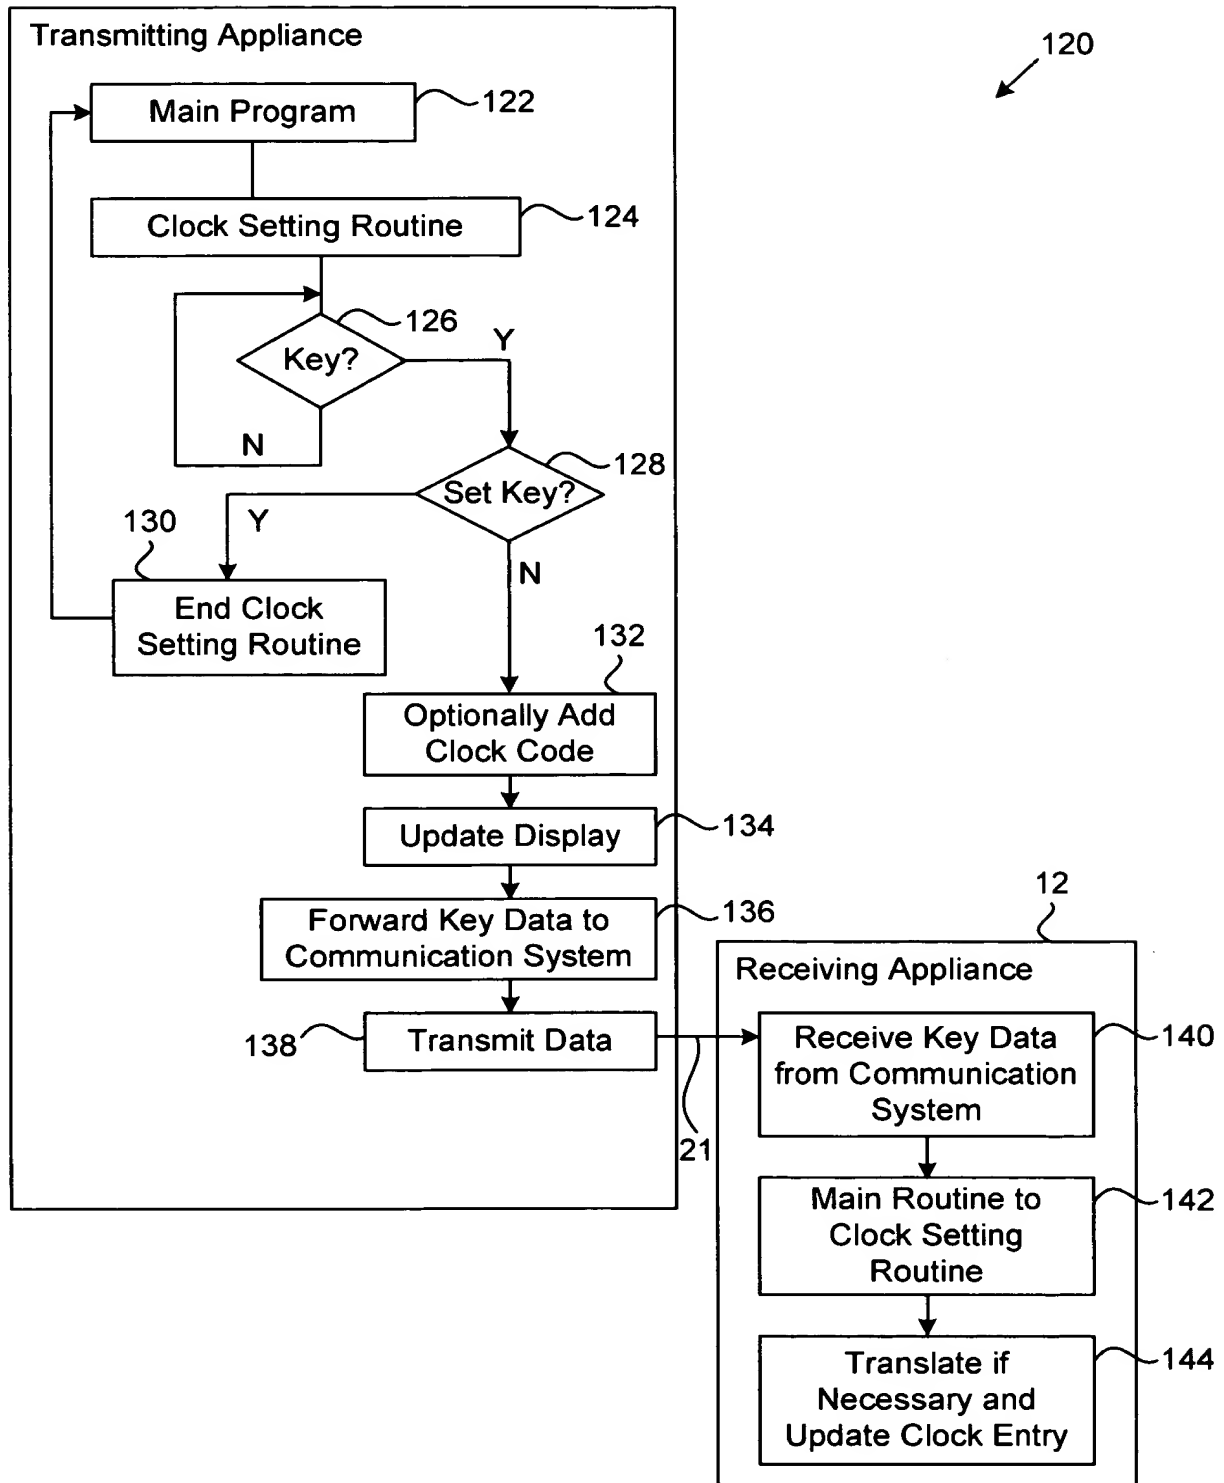 Transmitting Appliance
120
Main Program
122
Clock Setting Routine
124
126
Key?
Y
N
128
Set Key?
Y
N
130
End Clock
Setting Routine
132
Optionally Add
Clock Code
Update Display
134
Forward Key Data to
Communication System
136
138
Transmit Data
21
12
Receiving Appliance
Receive Key Data
from Communication
System
140
Main Routine to
Clock Setting
Routine
142
Translate if
Necessary and
Update Clock Entry
144